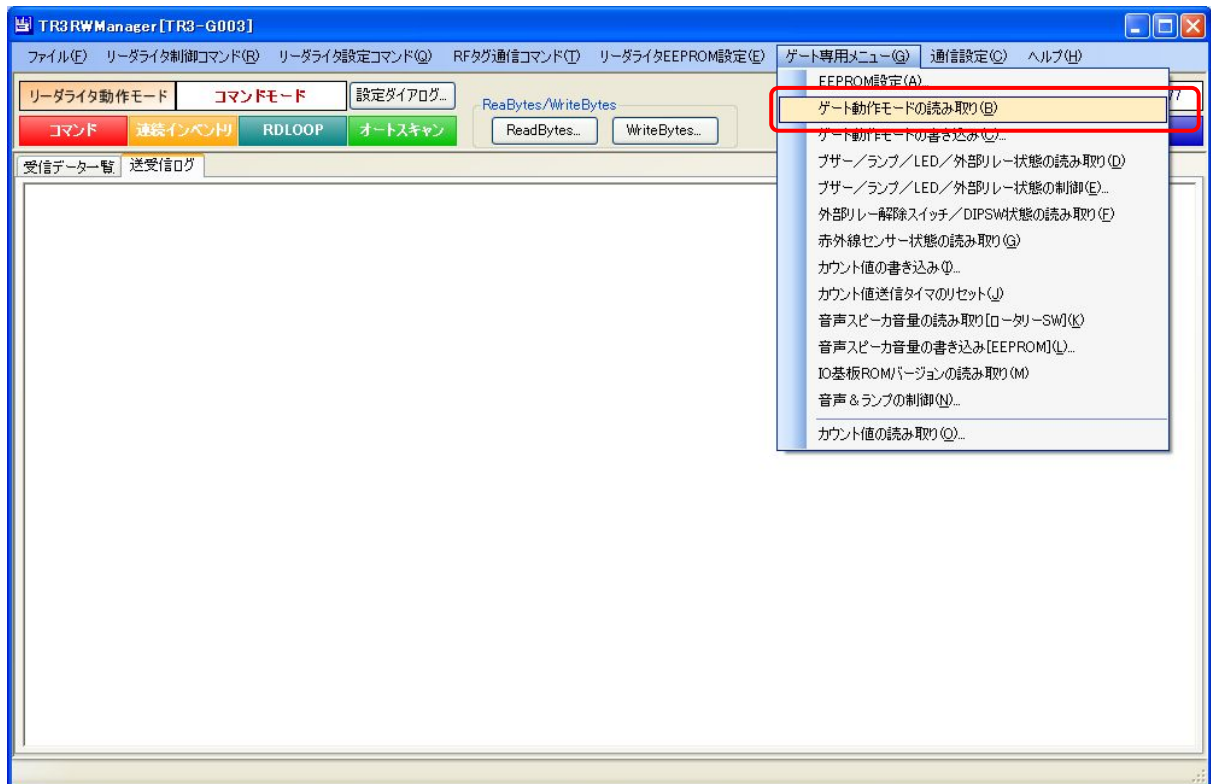 TR3RWManager[TR3-G003]
ファイル(F) リーダライタ制御コマンド(R) リーダライタ設定コマンド(Q) RFタグ通信コマンド(T) リーダライタEEPROM設定(E) ゲート専用メニュー(G) 通信設定(C) ヘルプ(H)
リーダライタ動作モード コマンドモード 設定ダイアログ...
ReaBytes/WriteBytes
コマンド 連続インベントリ RDLOOP オートスキャン ReadBytes... WriteBytes...
受信データ一覧 送受信ログ
EEPROM設定(A)...
ゲート動作モードの読み取り(B)
ゲート動作モードの書き込み(C)...
ブザー／ランプ／LED／外部リレー状態の読み取り(D)
ブザー／ランプ／LED／外部リレー状態の制御(E)...
外部リレー解除スイッチ／DIPSW状態の読み取り(F)
赤外線センサー状態の読み取り(G)
カウント値の書き込み(I)...
カウント値送信タイマのリセット(J)
音声スピーカ音量の読み取り[ロータリーSW](K)
音声スピーカ音量の書き込み[EEPROM](L)...
IO基板ROMバージョンの読み取り(M)
音声＆ランプの制御(N)...
カウント値の読み取り(O)...